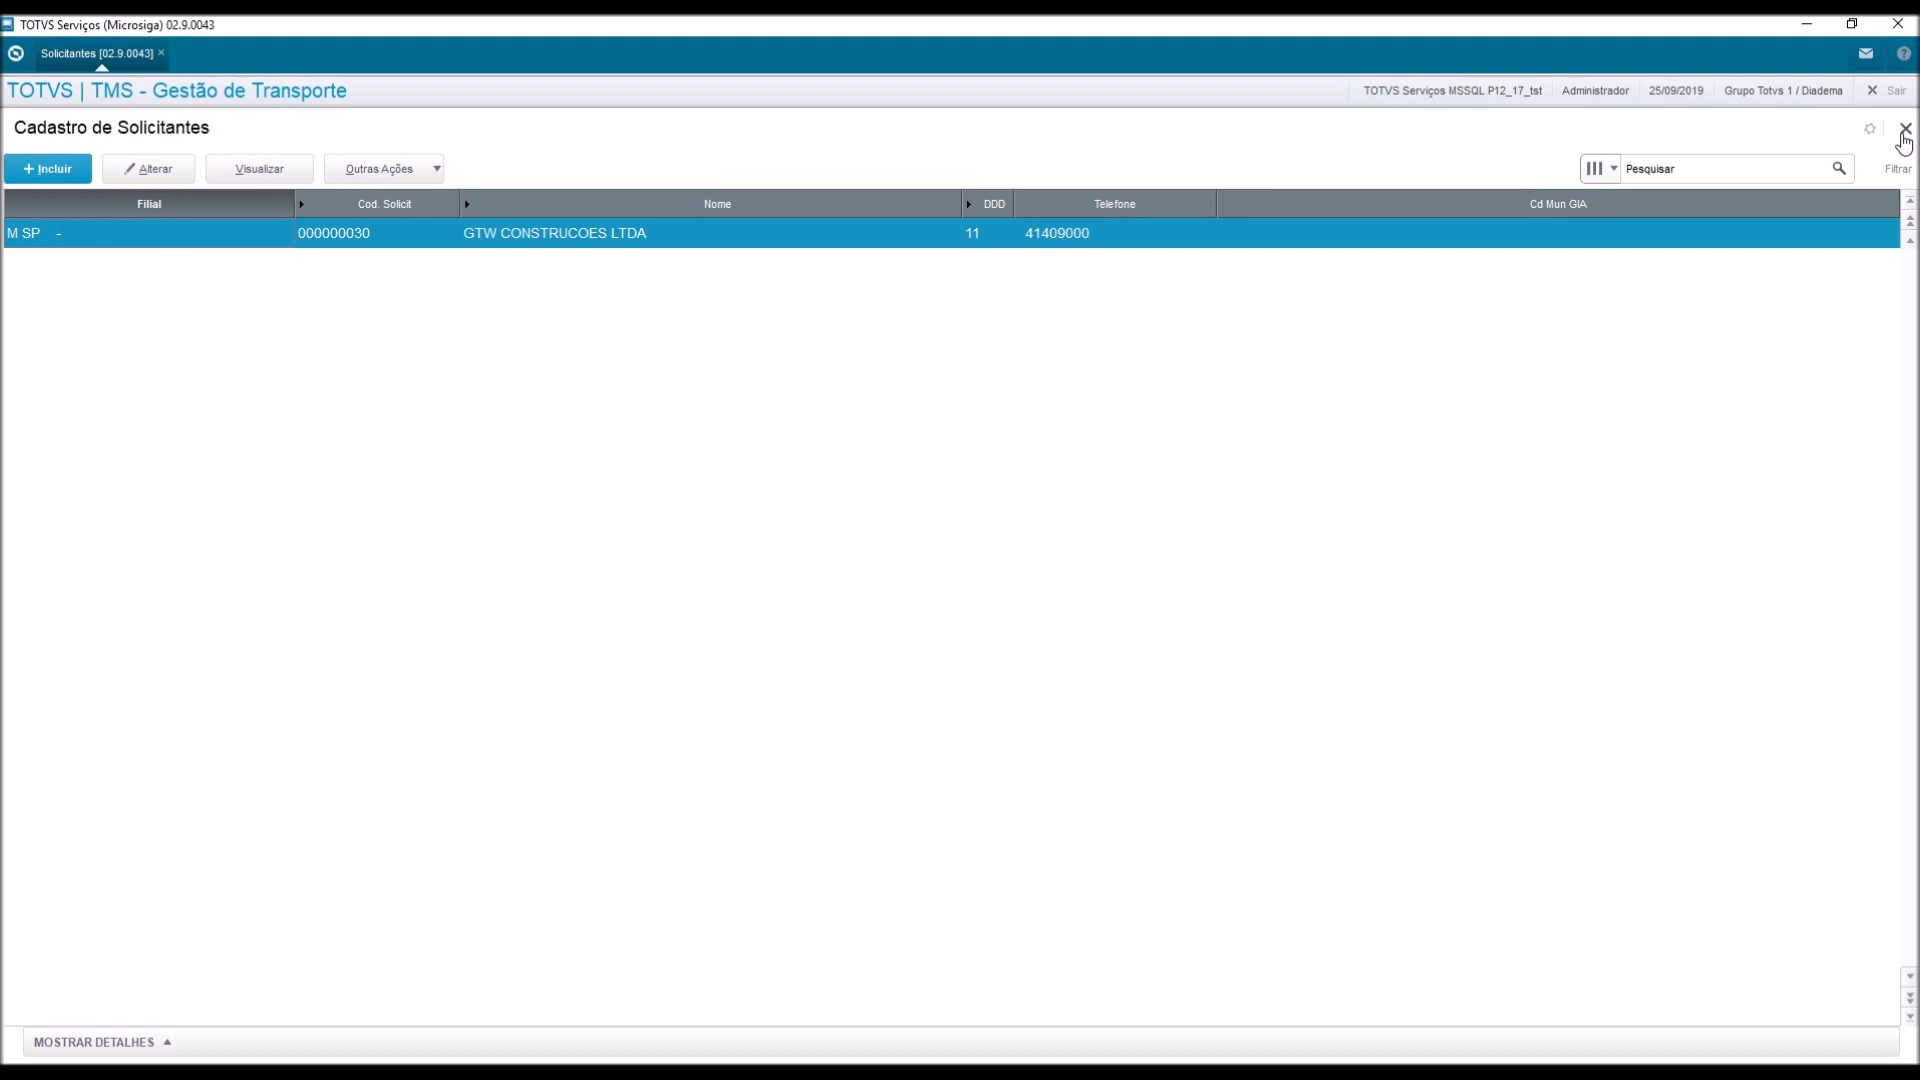 TOTVS Serviços (Microsiga) 02.9.0043
Solicitantes [02.9.0043] ×
TOTVS | TMS - Gestão de Transporte
TOTVS Serviços MSSQL P12_17_tst Administrador 25/09/2019 Grupo Totvs 1 / Diadema Sair
Cadastro de Solicitantes
+ Incluir Alterar Visualizar Outras Ações Pesquisar Filtrar
Filial Cod. Solicit Nome DDD Telefone Cd Mun GIA
M SP - 000000030 GTW CONSTRUCOES LTDA 11 41409000
MOSTRAR DETALHES